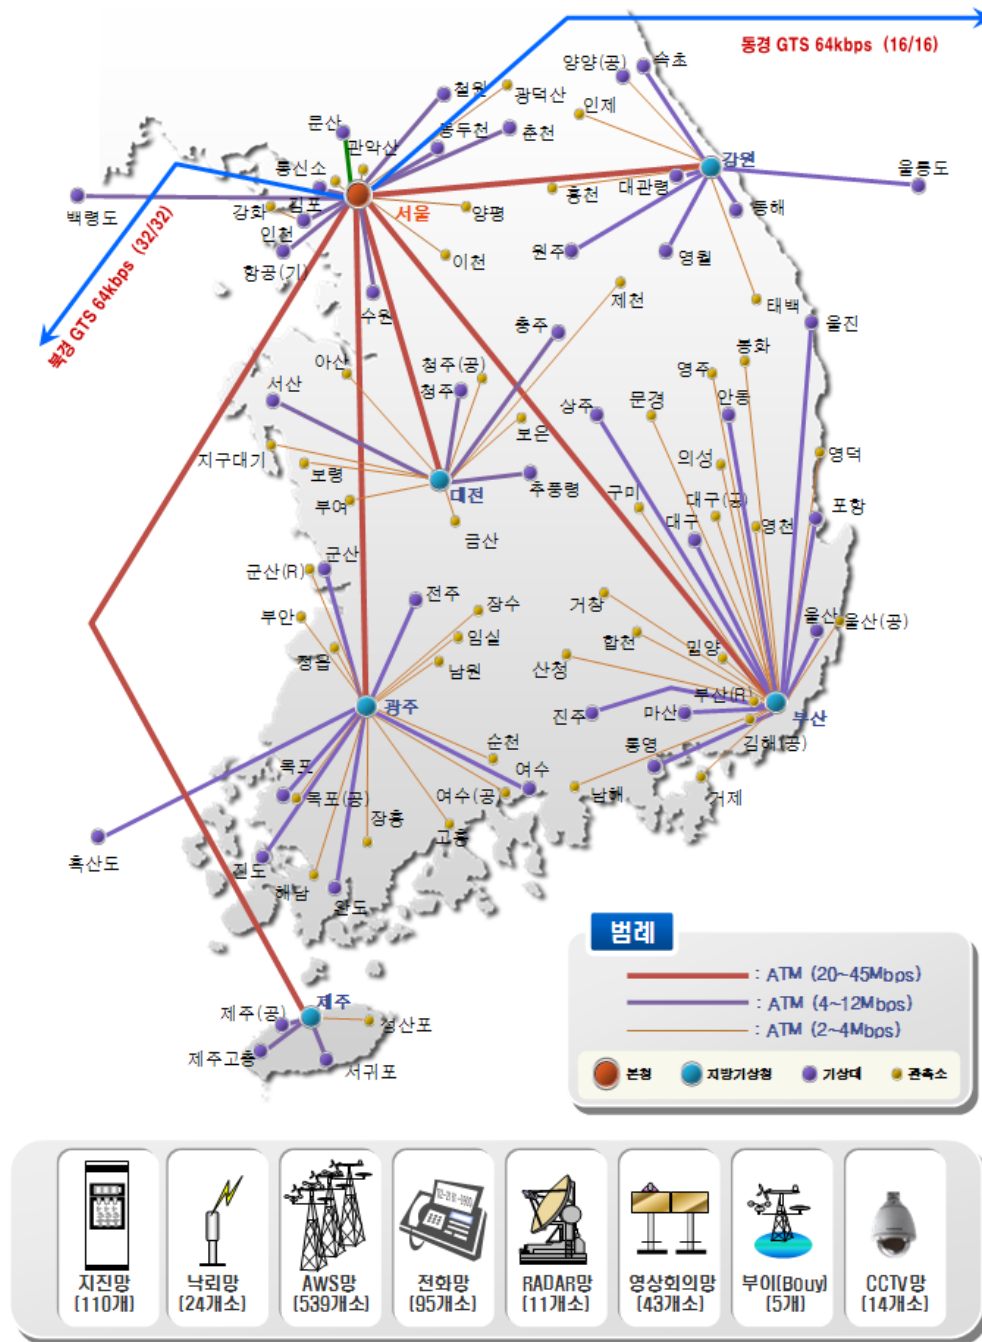 동경 GTS 64kbps (16/16)
양양(공)
속초
철원
광덕산
인제
문산
관악산
동두천
춘천
강원
울릉도
통신소
대관령
홍천
백령도
강화
김포
서울
양평
동해
인천
원주
영월
이천
항공(기)
북경 GTS 64kbps (32/32)
수원
제천
태백
울진
충주
아산
청주(공)
봉화
영주
서산
청주
상주
문경
안동
보은
지구대기
보령
의성
영덕
대전
추풍령
구미
대구(공)
부여
대구
영천
포항
금산
군산
군산(R)
전주
장수
거창
부안
임실
합천
울산
울산(공)
정읍
남원
산청
밀양
부산(R)
광주
진주
마산
부산
순천
통영
김해(공)
목포
여수
목포(공)
여수(공)
남해
거제
장흥
고흥
흑산도
진도
해남
완도
범례
: ATM (20~45Mbps)
: ATM (4~12Mbps)
: ATM (2~4Mbps)
제주
제주(공)
성산포
제주고층
서귀포
본청
지방기상청
기상대
관측소
지진망
(110개)
낙뢰망
(24개소)
AWS망
(539개소)
전화망
(95개소)
RADAR망
(11개소)
영상회의망
(43개소)
부이(Bouy)
(5개)
CCTV망
(14개소)